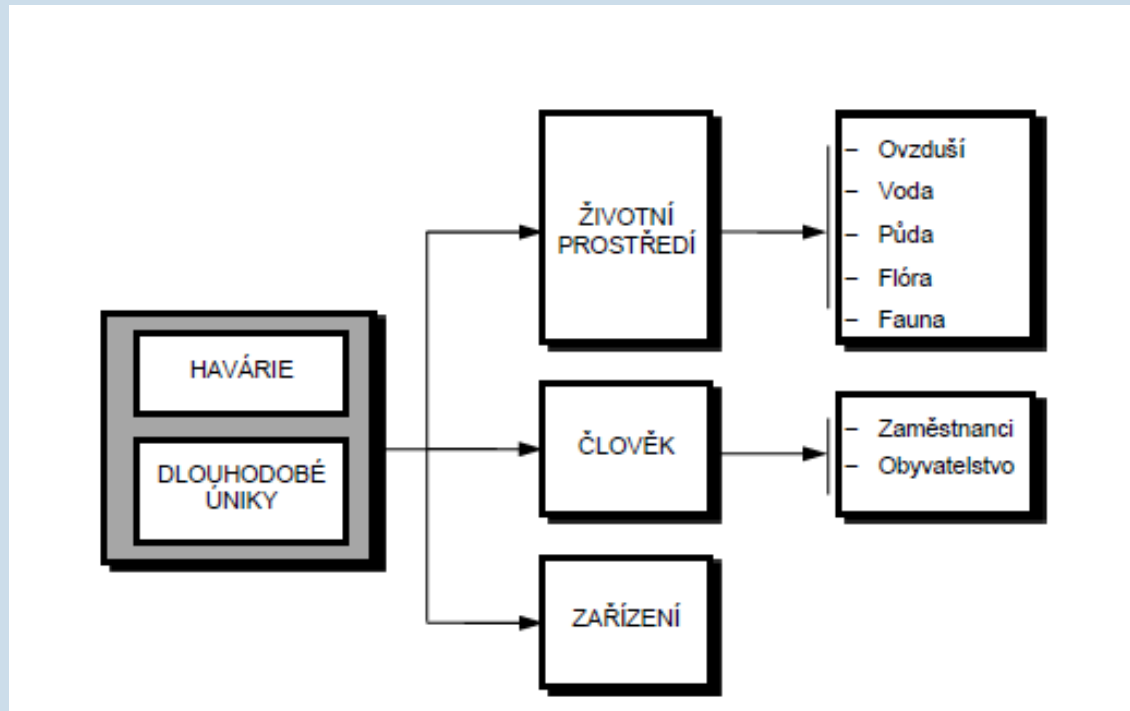 HAVÁRIE
DLOUHODOBÉ
ÚNIKY
ŽIVOTNÍ
PROSTŘEDÍ
– Ovzduší
– Voda
– Půda
– Flóra
– Fauna
ČLOVĚK
– Zaměstnanci
– Obyvatelstvo
ZAŘÍZENÍ